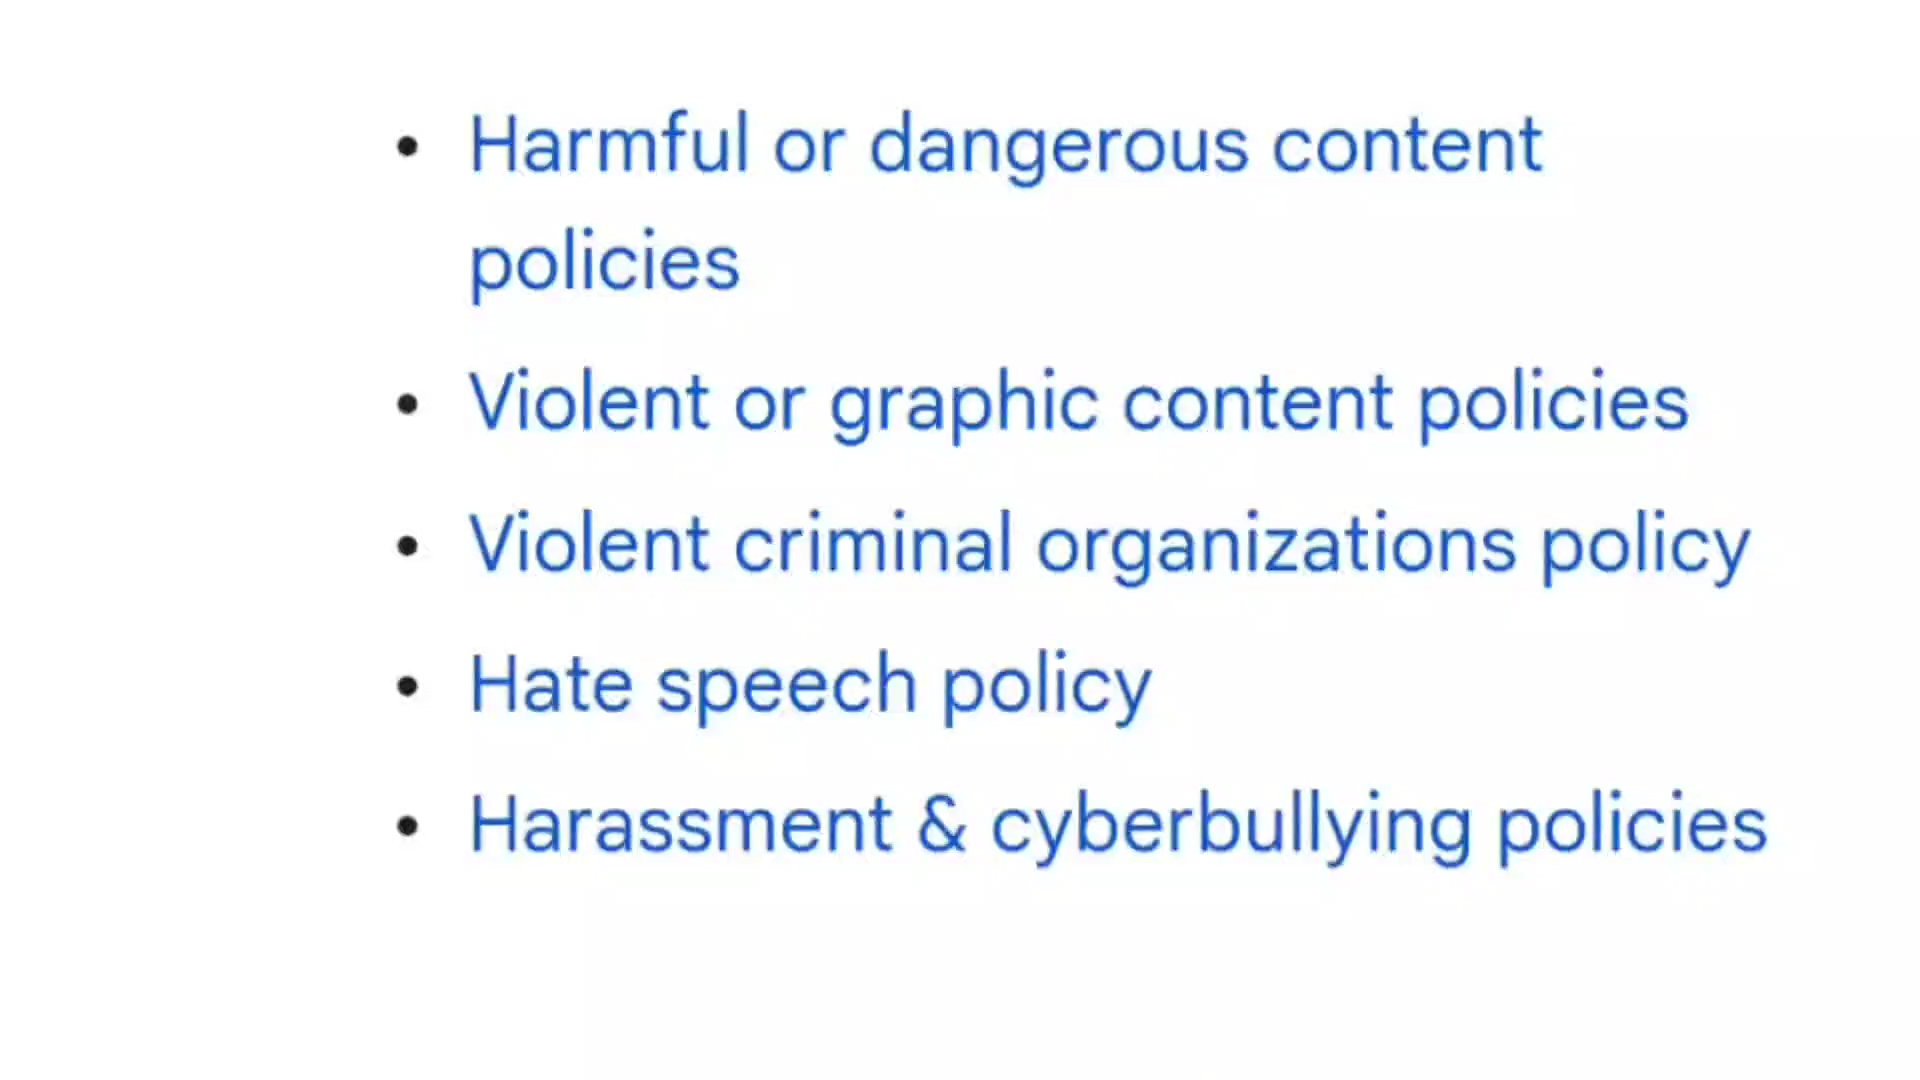 • Harmful or dangerous content
policies
• Violent or graphic content policies
• Violent criminal organizations policy
• Hate speech policy
• Harassment & cyberbullying policies